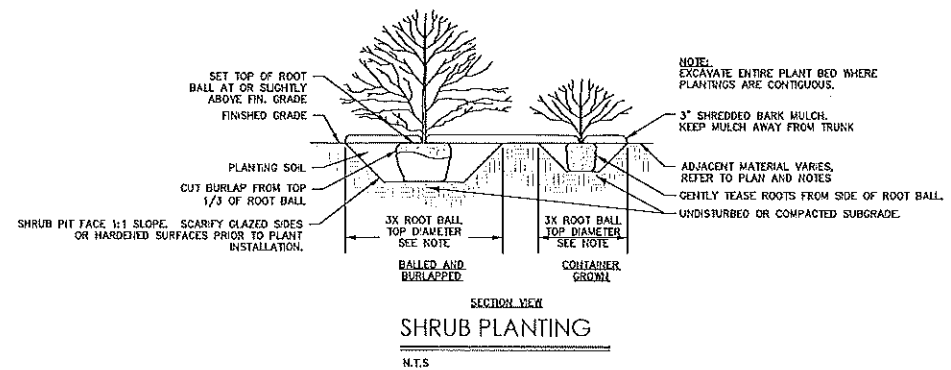 SET TOP OF ROOT
BALL AT OR SLIGHTLY
ABOVE FIN. GRADE
FINISHED GRADE
PLANTING SOIL
CUT BURLAP FROM TOP
1/3 OF ROOT BALL
SHRUB PIT FACE 1:1 SLOPE. SCARIFY GLAZED SIDES
OR HARDENED SURFACES PRIOR TO PLANT
INSTALLATION.
3X ROOT BALL
TOP DIAMETER
SEE NOTE
BALLED AND
BURLAPPED
3X ROOT BALL
TOP DIAMETER
SEE NOTE
CONTAINER
GROWN
NOTE:
EXCAVATE ENTIRE PLANT BED WHERE
PLANTINGS ARE CONTIGUOUS.
3" SHREDDED BARK MULCH.
KEEP MULCH AWAY FROM TRUNK
ADJACENT MATERIAL VARIES,
REFER TO PLAN AND NOTES
GENTLY TEASE ROOTS FROM SIDE OF ROOT BALL.
UNDISTURBED OR COMPACTED SUBGRADE.
SECTION VIEW
SHRUB PLANTING
N.T.S